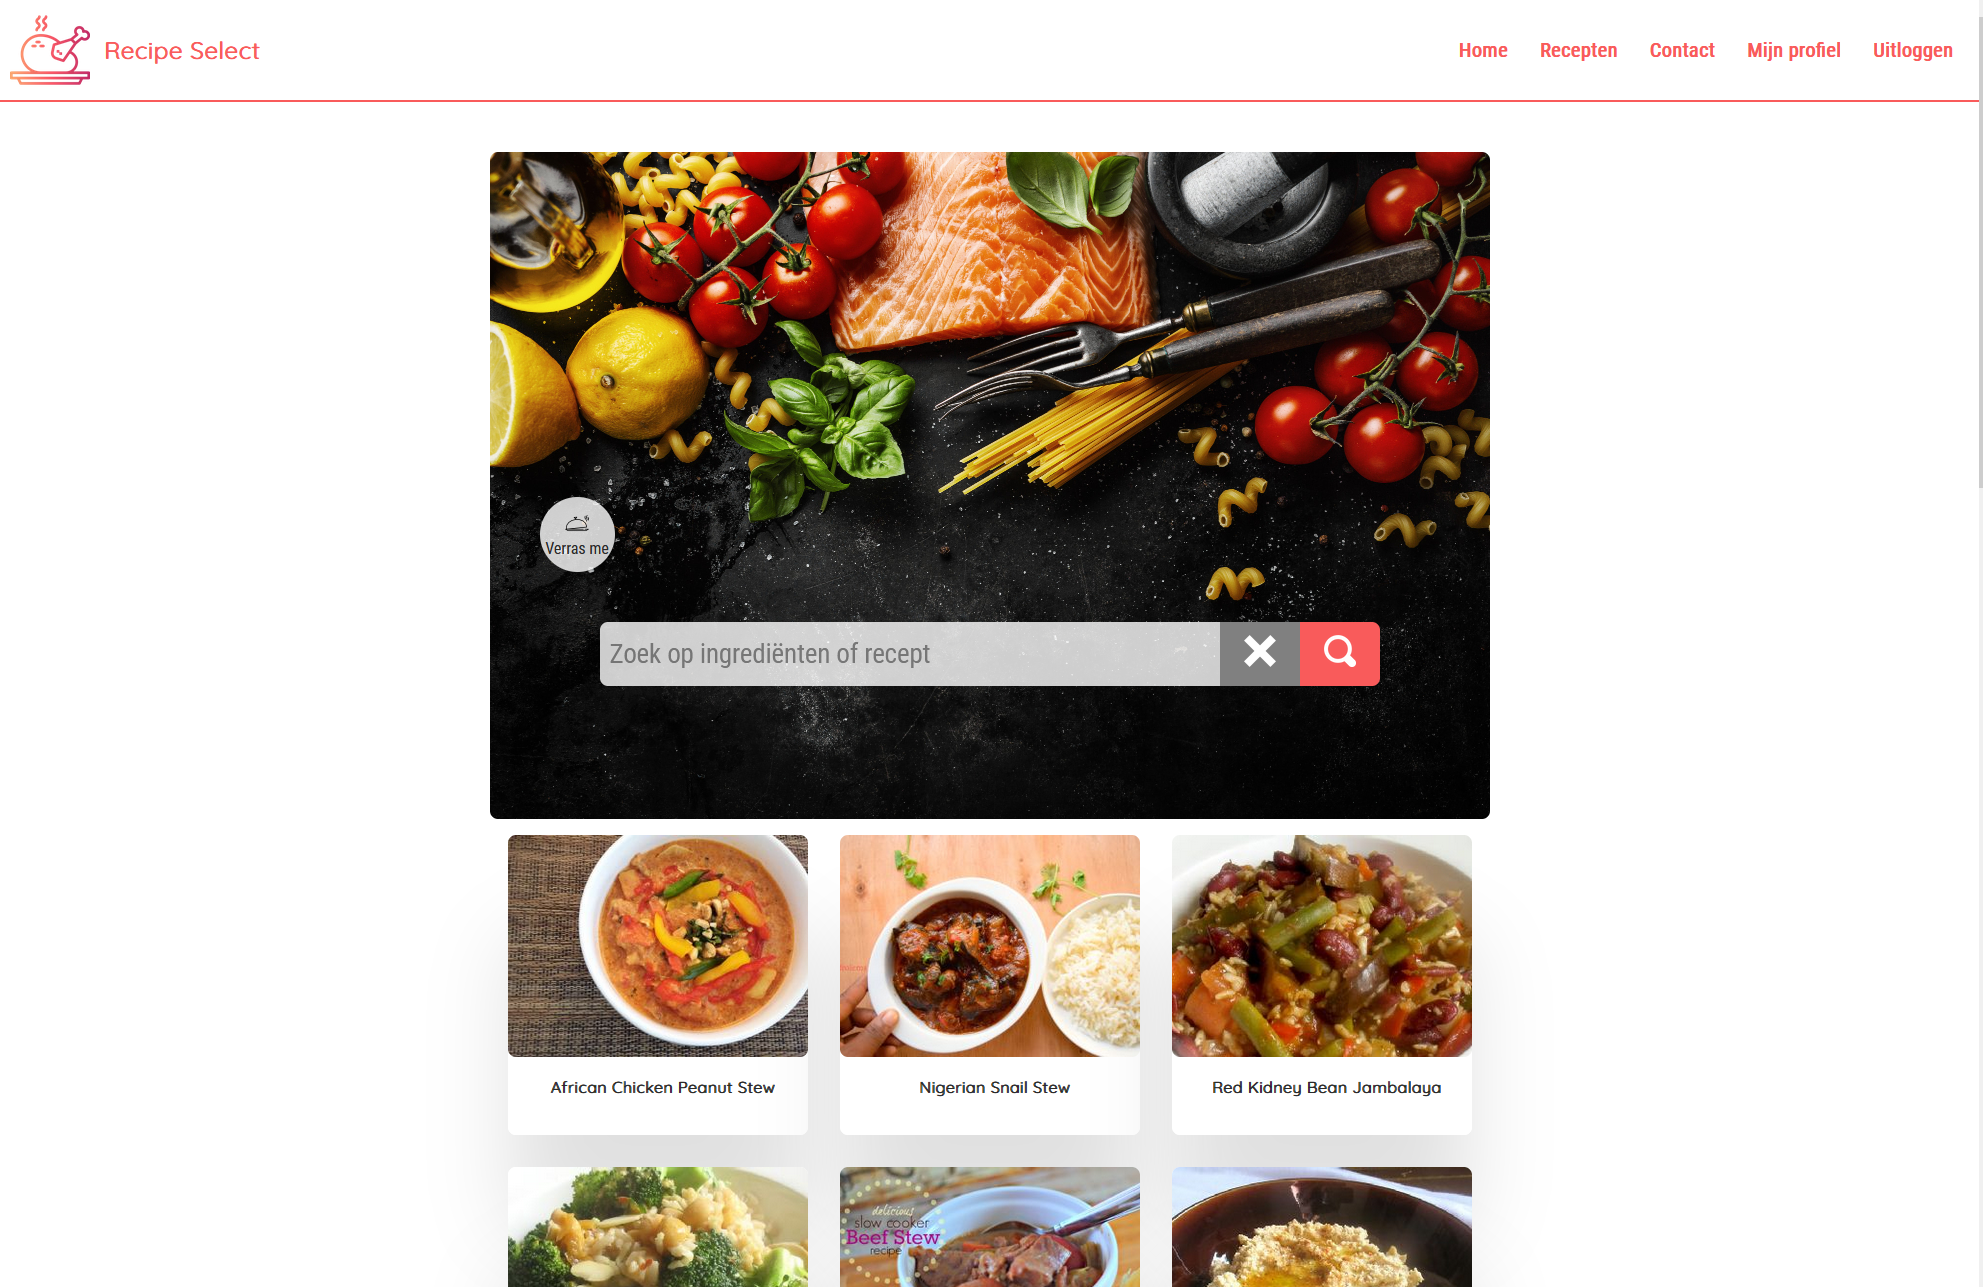 Recipe Select
Home
Recepten
Contact
Mijn profiel
Uitloggen
Verras me
Zoek op ingrediënten of recept
African Chicken Peanut Stew
Nigerian Snail Stew
Red Kidney Bean Jambalaya
delicious
slow cooker
Beef Stew
recipe